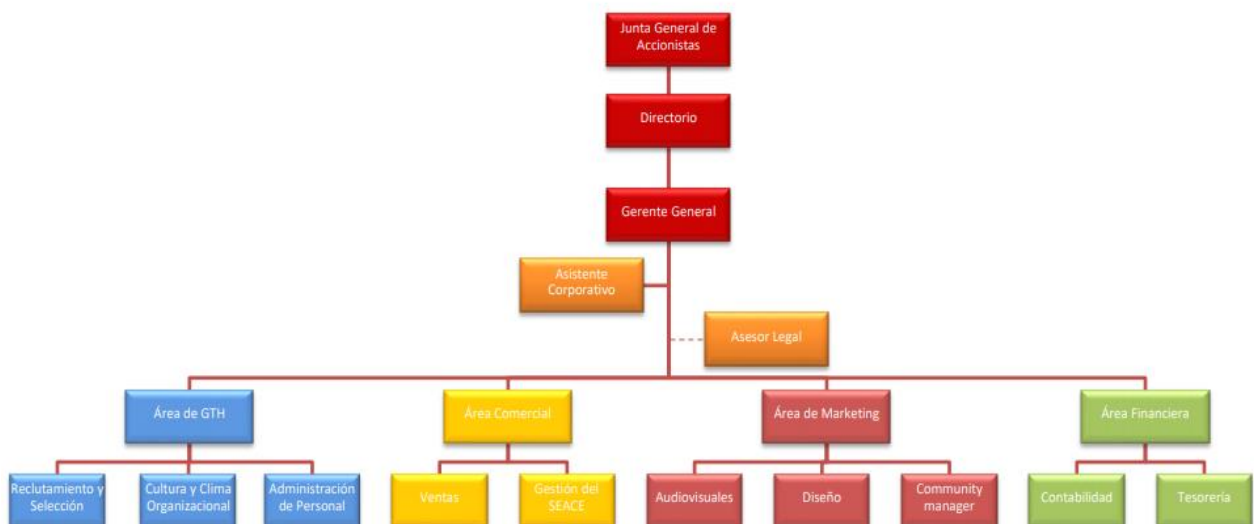 Junta General de
Accionistas
Directorio
Gerente General
Asistente
Corporativo
Asesor Legal
Área de GTH
Área Comercial
Área de Marketing
Área Financiera
Reclutamiento y
Selección
Cultura y Clima
Organizacional
Administración
de Personal
Ventas
Gestión del
SEACE
Audiovisuales
Diseño
Community
manager
Contabilidad
Tesorería